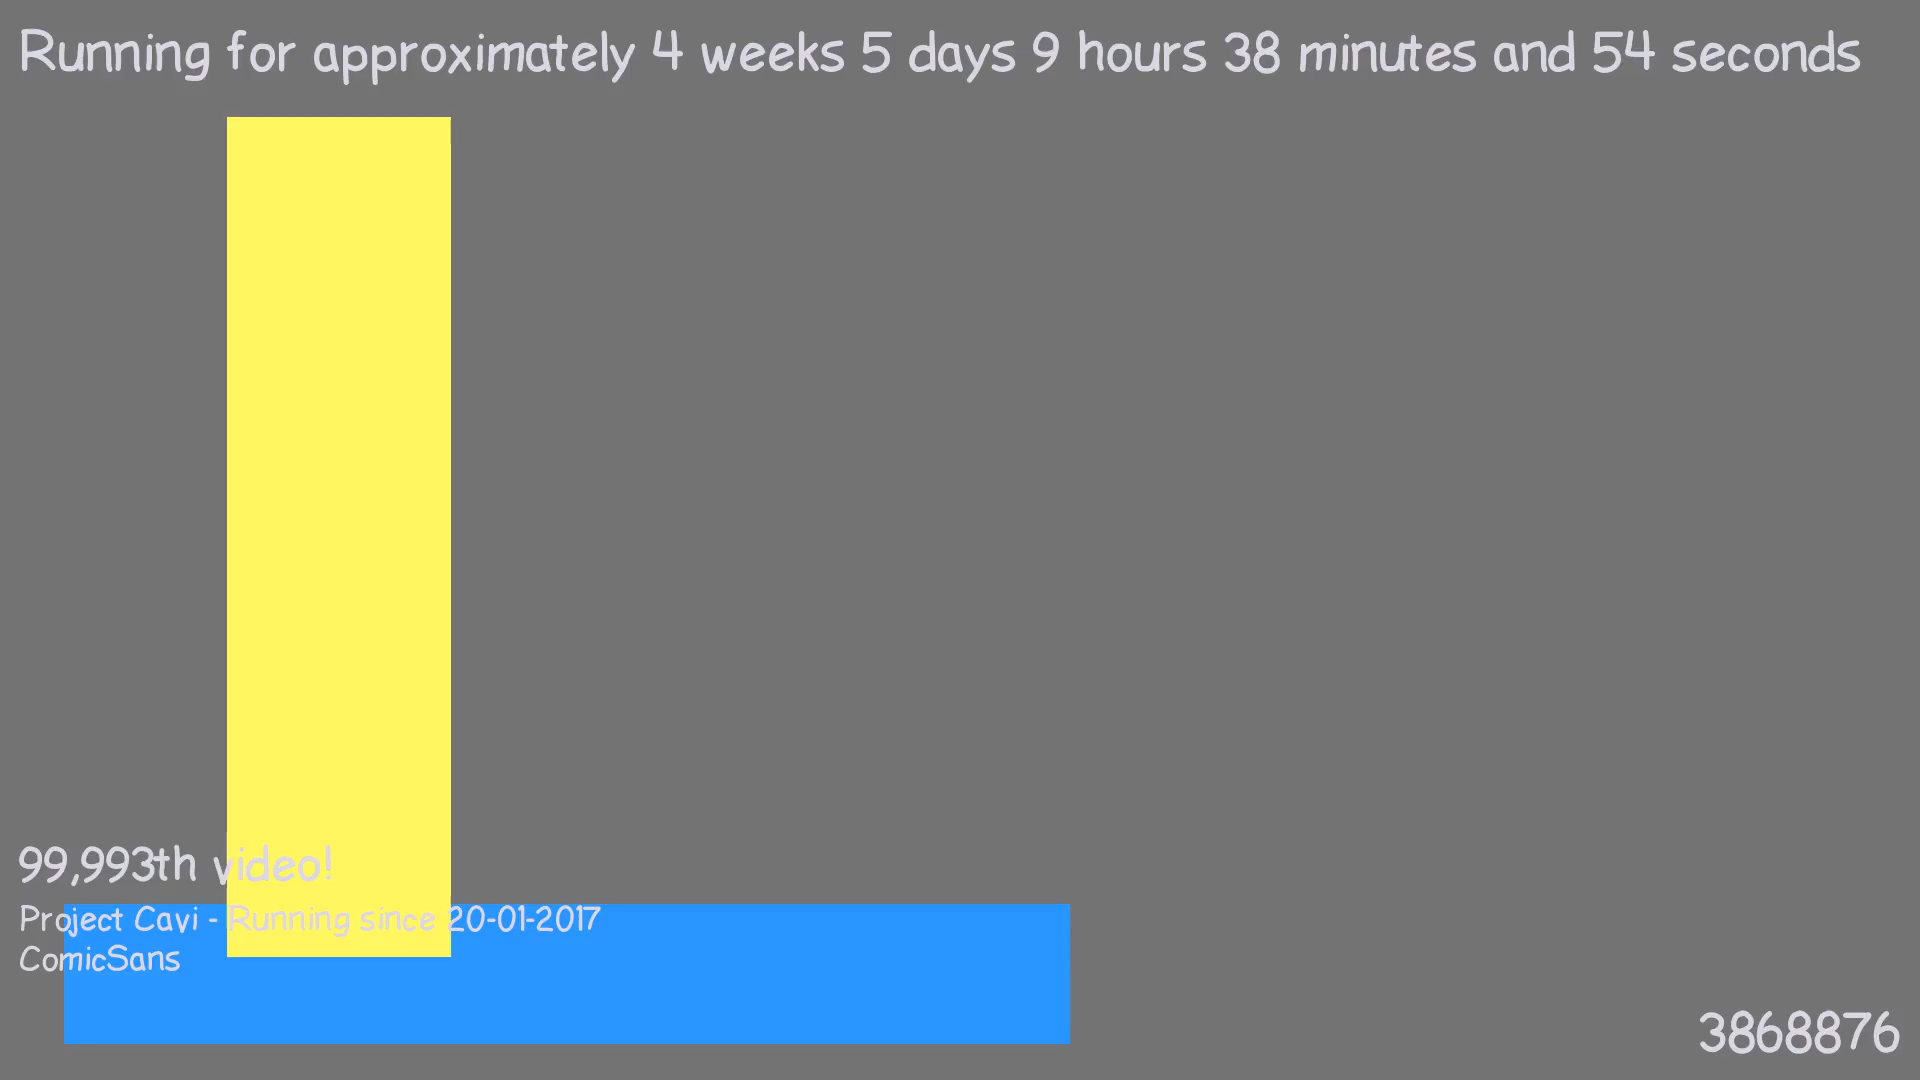 Running for approximately 4 weeks 5 days 9 hours 38 minutes and 54 seconds
99,993th video!
Project Cavi - Running since 20-01-2017
ComicSans
3868876